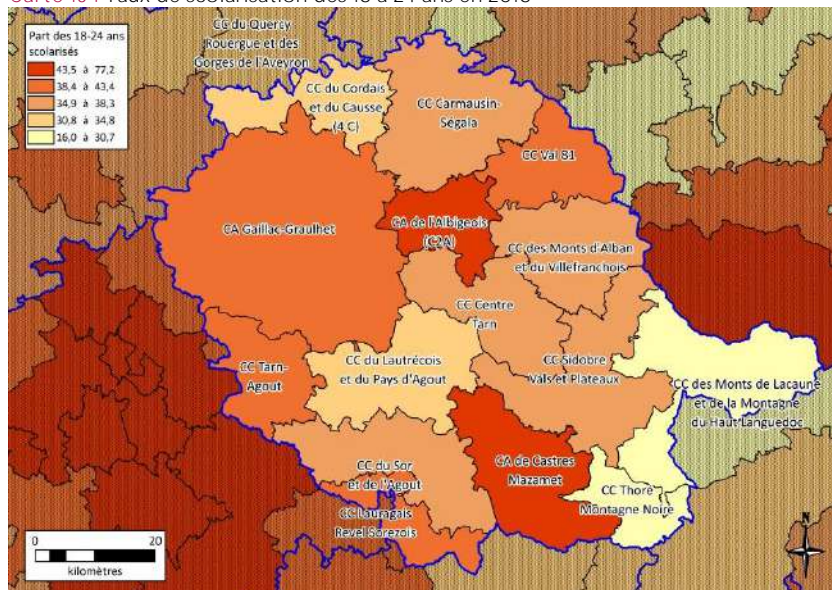 Carte 104 Taux de scolarisation des 18 à 24 ans en 2018
Part des 18-24 ans
scolarisés
43,5 à 77,2
38,4 à 43,4
34,9 à 38,3
30,8 à 34,8
16,0 à 30,7
CC du Quercy
Rouergue et des
Gorges de l'Aveyron
CC du Cordais
et du Causse
(4 C)
CC Carmausin-
Ségala
CC Val 81
CA Gaillac-Graulhet
CA de l'Albigeois
(C2A)
CC des Monts d'Alban
et du Villefranchois
CC Centre
Tarn
CC Tarn-
Agout
CC du Lautrécois
et du Pays d'Agout
CC Sidobre
Vals et Plateaux
CC des Monts de Lacaune
et de la Montagne
du Haut Languedoc
CC du Sor
et de l'Agout
CA de Castres
Mazamet
CC Thoré
Montagne Noire
CC Lauragais
Revel Sorezois
0 20
kilomètres
N